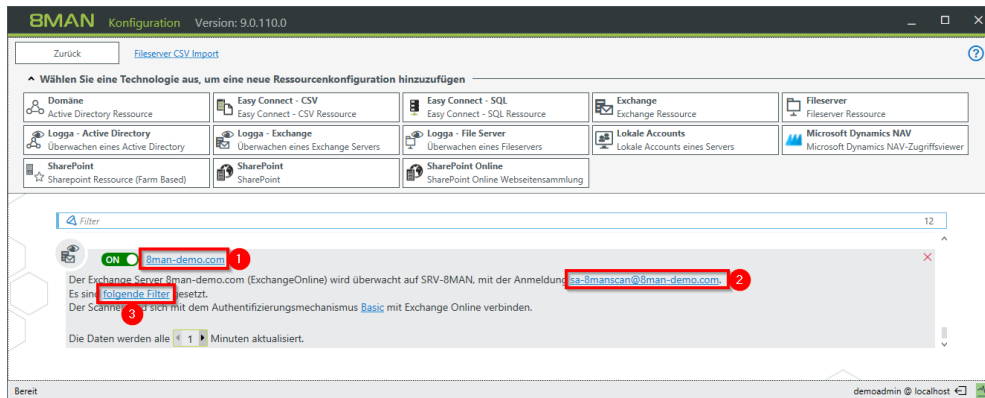 8MAN Konfiguration Version: 9.0.110.0
Zurück Fileserver CSV Import
Wählen Sie eine Technologie aus, um eine neue Ressourcenkonfiguration hinzuzufügen
Domäne
Active Directory Ressource
Easy Connect - CSV
Easy Connect - CSV Ressource
Easy Connect - SQL
Easy Connect - SQL Ressource
Exchange
Exchange Ressource
Fileserver
Fileserver Ressource
Logga - Active Directory
Überwachen eines Active Directory
Logga - Exchange
Überwachen eines Exchange Servers
Logga - File Server
Überwachen eines Fileservers
Lokale Accounts
Lokale Accounts eines Servers
Microsoft Dynamics NAV
Microsoft Dynamics NAV-Zugriffsviewer
SharePoint
Sharepoint Ressource (Farm Based)
SharePoint
SharePoint
SharePoint Online
SharePoint Online Webseitensammlung
Filter 12
ON 8man-demo.com 1
Der Exchange Server 8man-demo.com (ExchangeOnline) wird überwacht auf SRV-8MAN, mit der Anmeldung sa-8manscan@8man-demo.com. 2
Es sind folgende Filter gesetzt.
3
Der Scanner sich mit dem Authentifizierungsmechanismus Basic mit Exchange Online verbinden.
Die Daten werden alle 1 Minuten aktualisiert.
Bereit demoadmin @ localhost